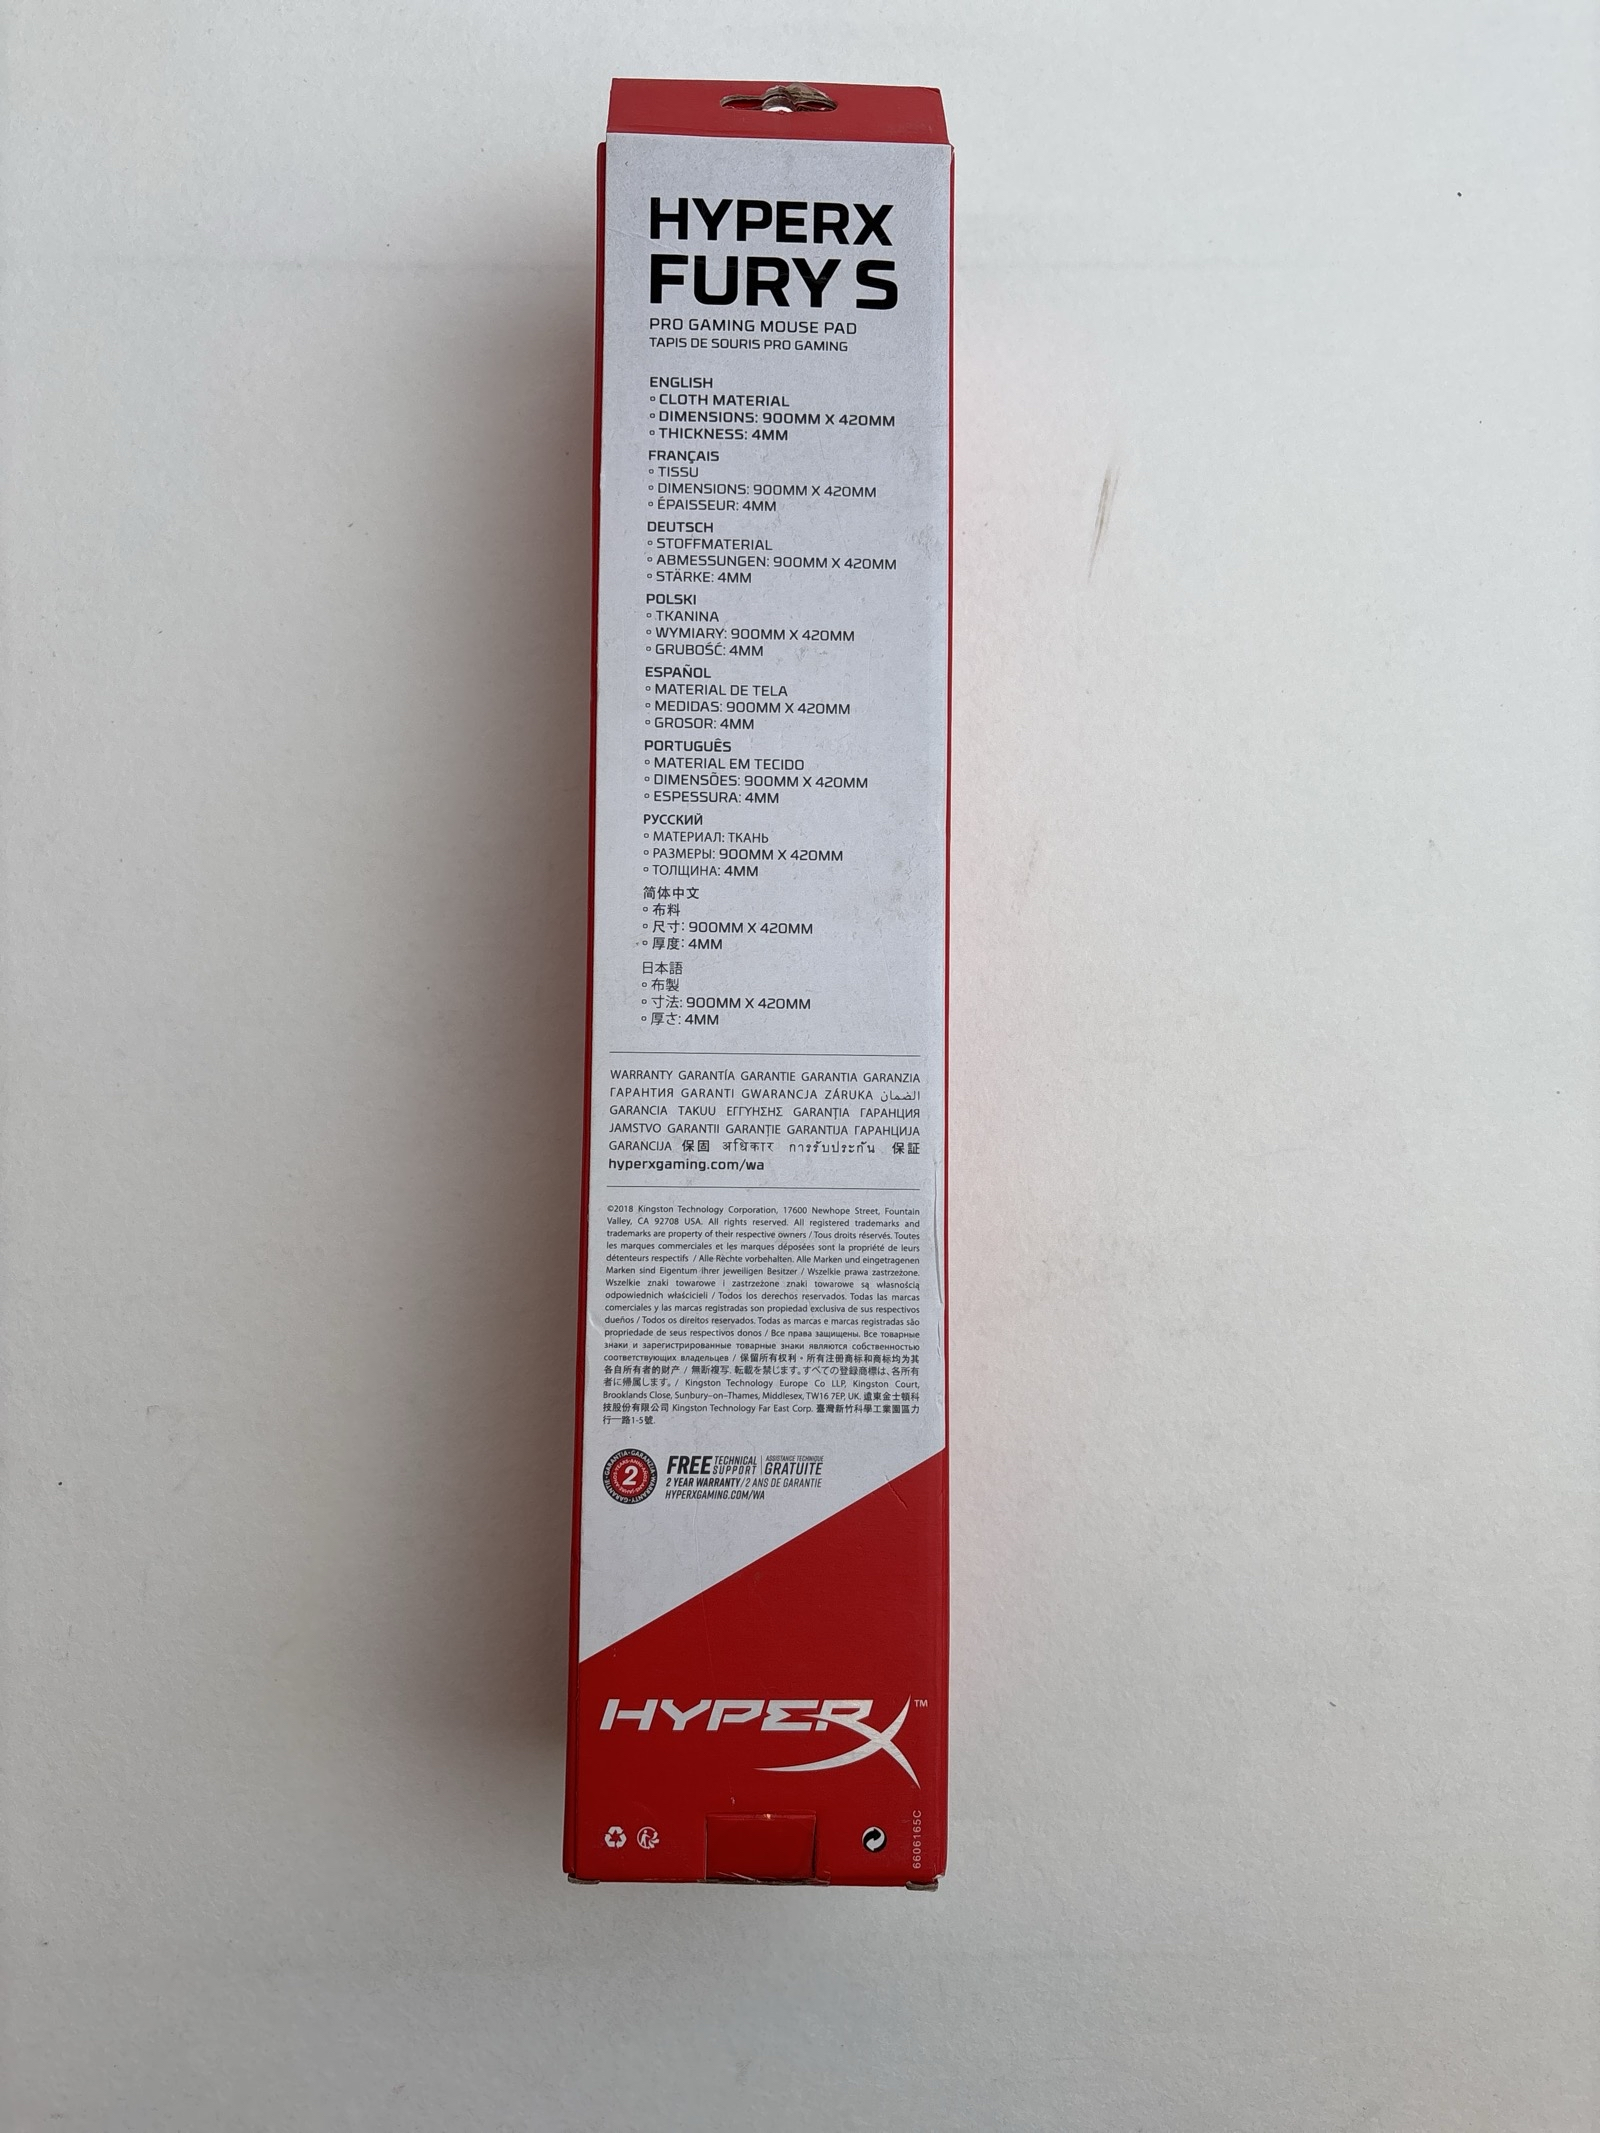 HYPERX
FURY S
PRO GAMING MOUSE PAD
TAPIS DE SOURIS PRO GAMING
ENGLISH
▫ CLOTH MATERIAL
▫ DIMENSIONS: 900MM X 420MM
▫ THICKNESS: 4MM
FRANÇAIS
▫ TISSU
▫ DIMENSIONS: 900MM X 420MM
▫ ÉPAISSEUR: 4MM
DEUTSCH
▫ STOFFMATERIAL
▫ ABMESSUNGEN: 900MM X 420MM
▫ STÄRKE: 4MM
POLSKI
▫ TKANINA
▫ WYMIARY: 900MM X 420MM
▫ GRUBOŚĆ: 4MM
ESPAÑOL
▫ MATERIAL DE TELA
▫ MEDIDAS: 900MM X 420MM
▫ GROSOR: 4MM
PORTUGUÊS
▫ MATERIAL EM TECIDO
▫ DIMENSÕES: 900MM X 420MM
▫ ESPESSURA: 4MM
РУССКИЙ
▫ МАТЕРИАЛ: ТКАНЬ
▫ РАЗМЕРЫ: 900MM X 420MM
▫ ТОЛЩИНА: 4MM
简体中文
▫ 布料
▫ 尺寸: 900MM X 420MM
▫ 厚度: 4MM
日本語
▫ 布製
▫ 寸法: 900MM X 420MM
▫ 厚さ: 4MM
WARRANTY GARANTÍA GARANTIE GARANTIA GARANZIA
ГАРАНТИЯ GARANTI GWARANCJA ZÁRUKA الضمان
GARANCIA TAKUU ΕΓΓΥΗΣΗΣ GARANȚIA ГАРАНЦИЯ
JAMSTVO GARANTII GARANȚIE GARANTIJA ГАРАНЦИЈА
GARANCIJA 保固 अधिकार การรับประกัน 保証
hyperxgaming.com/wa
©2018 Kingston Technology Corporation, 17600 Newhope Street, Fountain
Valley, CA 92708 USA. All rights reserved. All registered trademarks and
trademarks are property of their respective owners / Tous droits réservés. Toutes
les marques commerciales et les marques déposées sont la propriété de leurs
détenteurs respectifs / Alle Rechte vorbehalten. Alle Marken und eingetragenen
Marken sind Eigentum ihrer jeweiligen Besitzer / Wszelkie prawa zastrzeżone.
Wszelkie znaki towarowe i zastrzeżone znaki towarowe są własnością
odpowiednich właścicieli / Todos los derechos reservados. Todas las marcas
comerciales y las marcas registradas son propiedad exclusiva de sus respectivos
dueños / Todos os direitos reservados. Todas as marcas e marcas registradas são
propriedade de seus respectivos donos / Все права защищены. Все товарные
знаки и зарегистрированные товарные знаки являются собственностью
соответствующих владельцев / 保留所有权利。所有注册商标和商标均为其
各自所有者的财产 / 無断複写、転載を禁じます。すべての登録商標は、各所有
者に帰属します。/ Kingston Technology Europe Co LLP, Kingston Court,
Brooklands Close, Sunbury-on-Thames, Middlesex, TW16 7EP, UK. 遠東金士頓科
技股份有限公司 Kingston Technology Far East Corp. 臺灣新竹科學工業園區力
行一路1-5號.
2
FREE TECHNICAL SUPPORT | ASSISTANCE TECHNIQUE GRATUITE
2 YEAR WARRANTY / 2 ANS DE GARANTIE
HYPERXGAMING.COM/WA
HYPERX™
6606165C